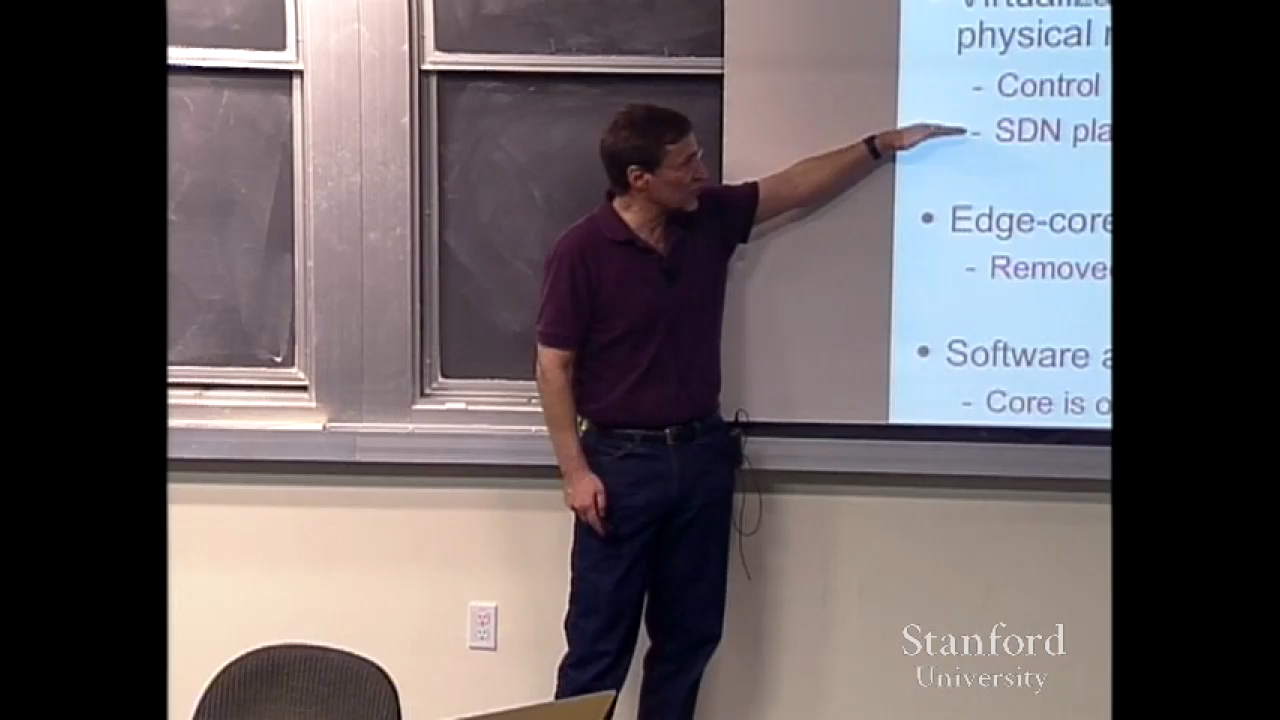 physical
- Control
- SDN pla
• Edge-core
- Remove
• Software a
- Core is o
Stanford
University